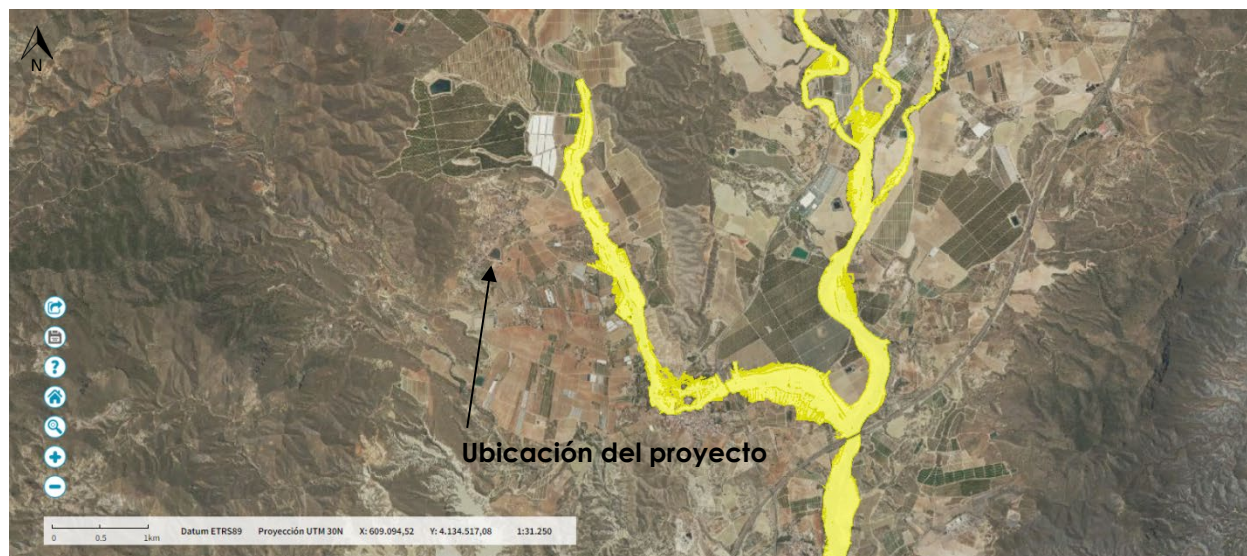 N
Ubicación del proyecto
?
0 0.5 1km Datum ETRS89 Proyección UTM 30N X: 609.094,52 Y: 4.134.517,08 1:31.250